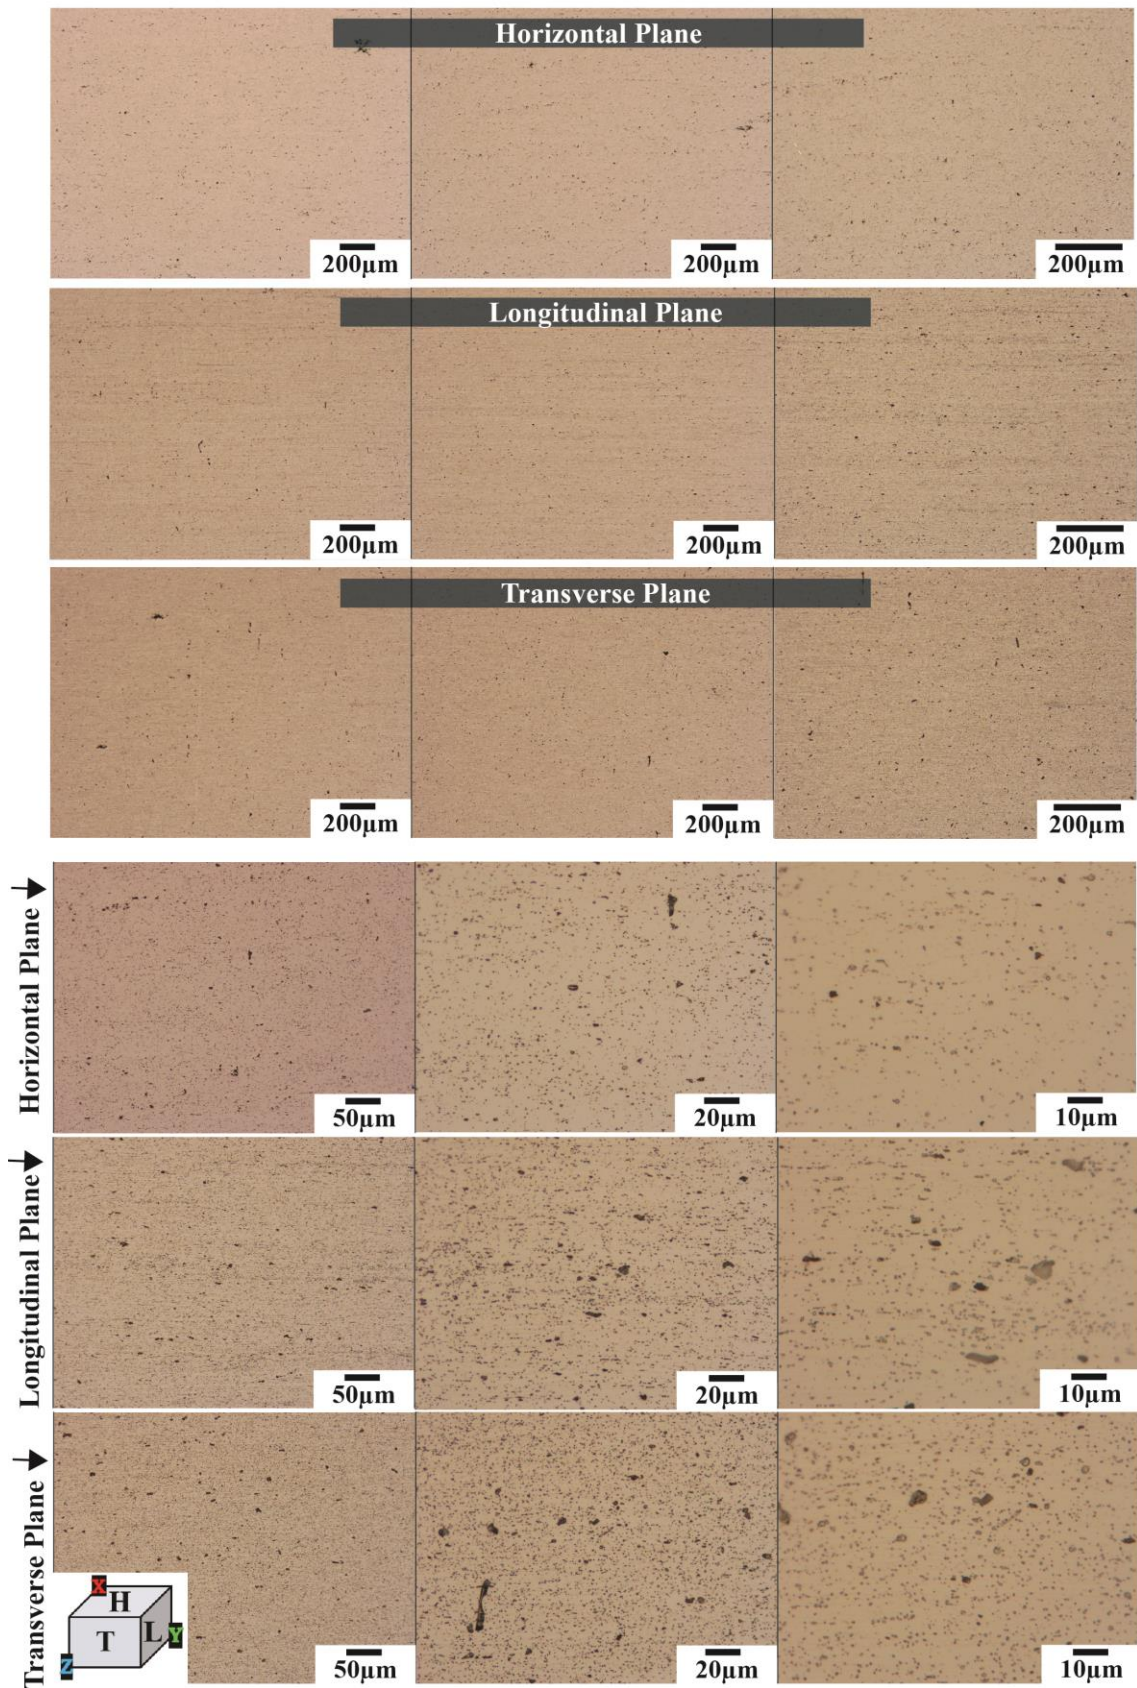 Horizontal Plane
200μm
200μm
200μm
Longitudinal Plane
200μm
200μm
200μm
Transverse Plane
200μm
200μm
200μm
Horizontal Plane
50μm
20μm
10μm
Longitudinal Plane
50μm
20μm
10μm
Transverse Plane
X
H
T
L
Y
Z
50μm
20μm
10μm